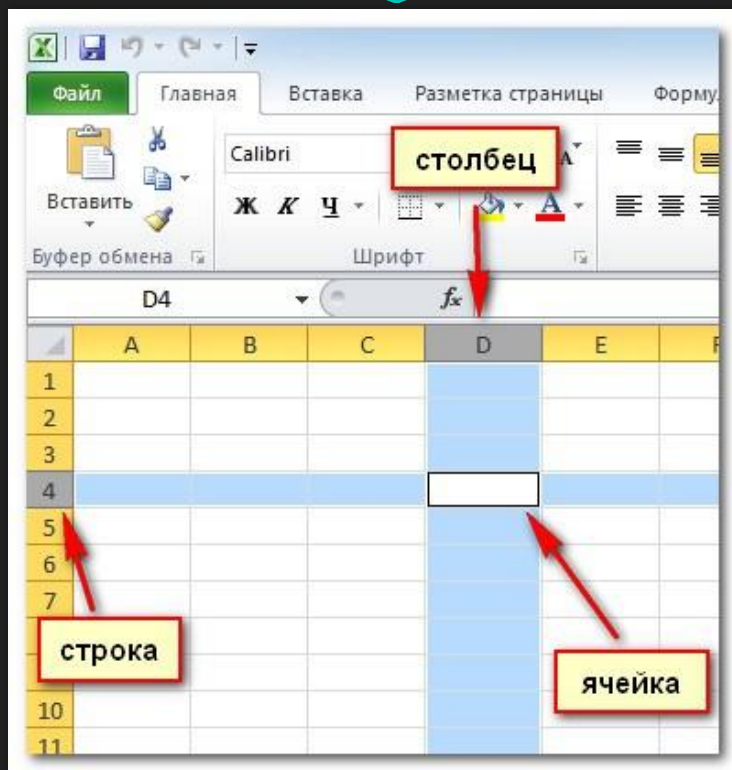 Файл Главная Вставка Разметка страницы Форму
столбец
Calibri А
Вставить Ж К Ч А
Буфер обмена Шрифт
D4 fx
A B C D E F
1
2
3
4
5
6
7
строка
ячейка
10
11